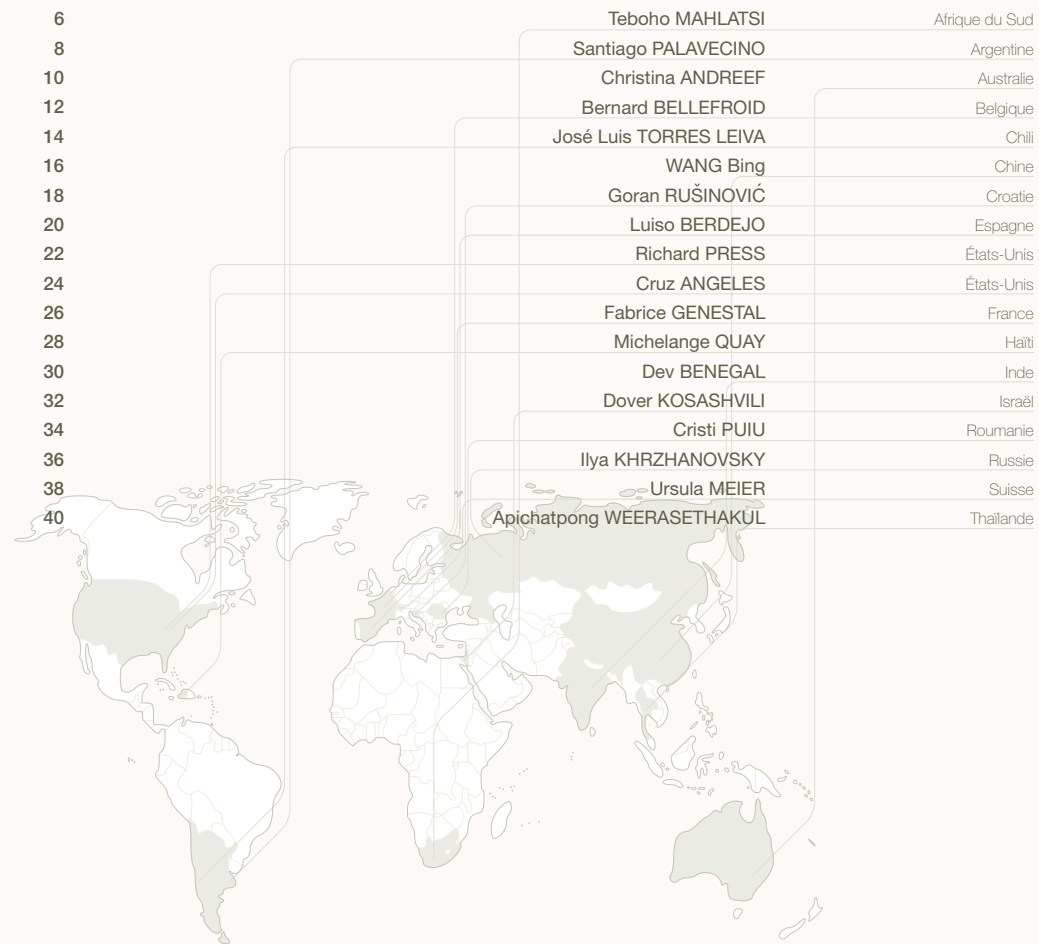 6 Teboho MAHLATSI Afrique du Sud
8 Santiago PALAVECINO Argentine
10 Christina ANDREEF Australie
12 Bernard BELLEFROID Belgique
14 José Luis TORRES LEIVA Chili
16 WANG Bing Chine
18 Goran RUŠINOVIĆ Croatie
20 Luiso BERDEJO Espagne
22 Richard PRESS États-Unis
24 Cruz ANGELES États-Unis
26 Fabrice GENESTAL France
28 Michelange QUAY Haïti
30 Dev BENEGAL Inde
32 Dover KOSASHVILI Israël
34 Cristi PUIU Roumanie
36 Ilya KHRZHANOVSKY Russie
38 Ursula MEIER Suisse
40 Apichatpong WEERASETHAKUL Thaïlande